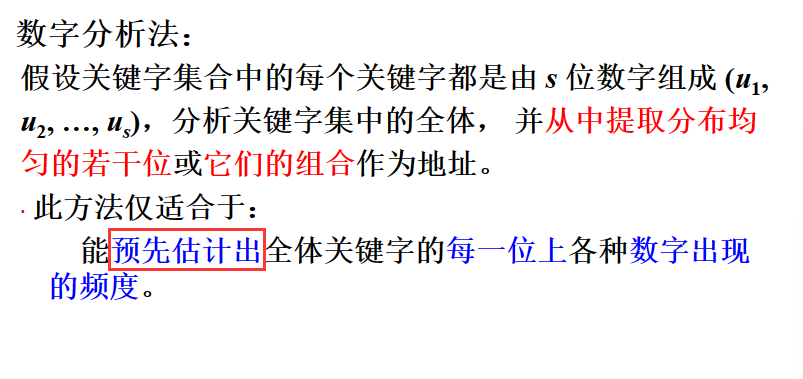 数字分析法：
假设关键字集合中的每个关键字都是由 s 位数字组成 (u1,
u2, …, us)，分析关键字集中的全体， 并从中提取分布均
匀的若干位或它们的组合作为地址。
· 此方法仅适合于：
能预先估计出全体关键字的每一位上各种数字出现
的频度。